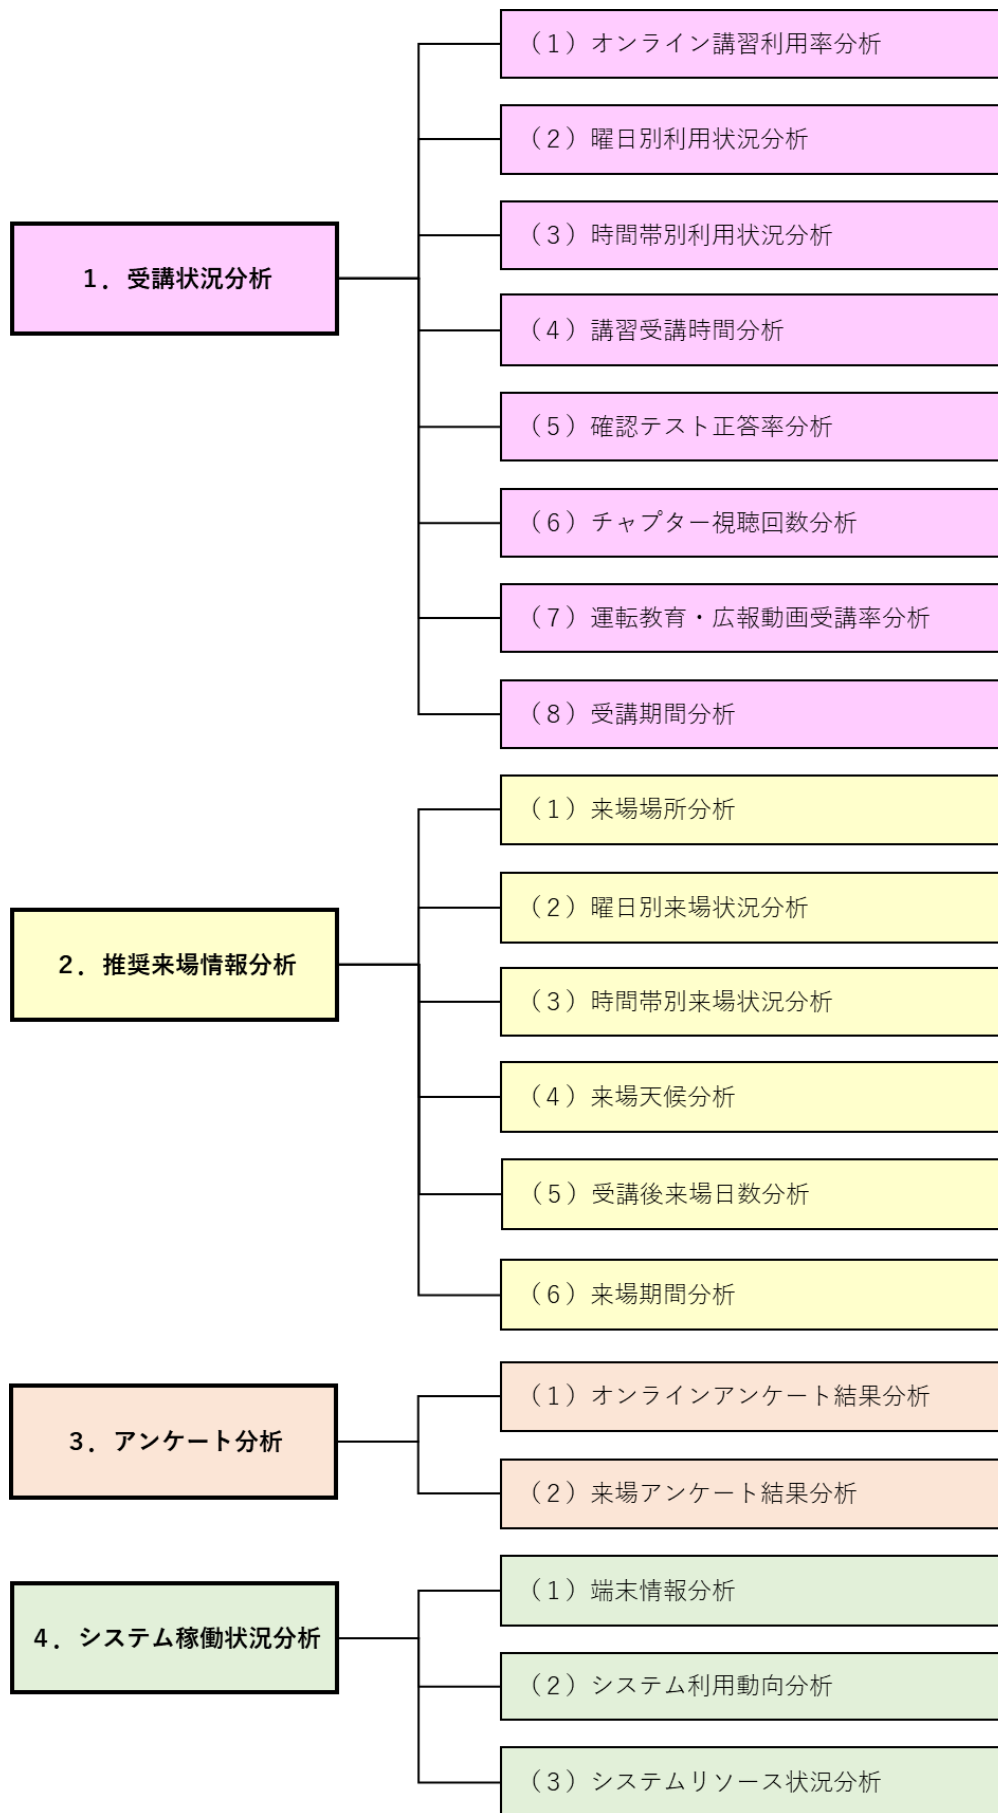 1．受講状況分析
（1）オンライン講習利用率分析
（2）曜日別利用状況分析
（3）時間帯別利用状況分析
（4）講習受講時間分析
（5）確認テスト正答率分析
（6）チャプター視聴回数分析
（7）運転教育・広報動画受講率分析
（8）受講期間分析
2．推奨来場情報分析
（1）来場場所分析
（2）曜日別来場状況分析
（3）時間帯別来場状況分析
（4）来場天候分析
（5）受講後来場日数分析
（6）来場期間分析
3．アンケート分析
（1）オンラインアンケート結果分析
（2）来場アンケート結果分析
4．システム稼働状況分析
（1）端末情報分析
（2）システム利用動向分析
（3）システムリソース状況分析